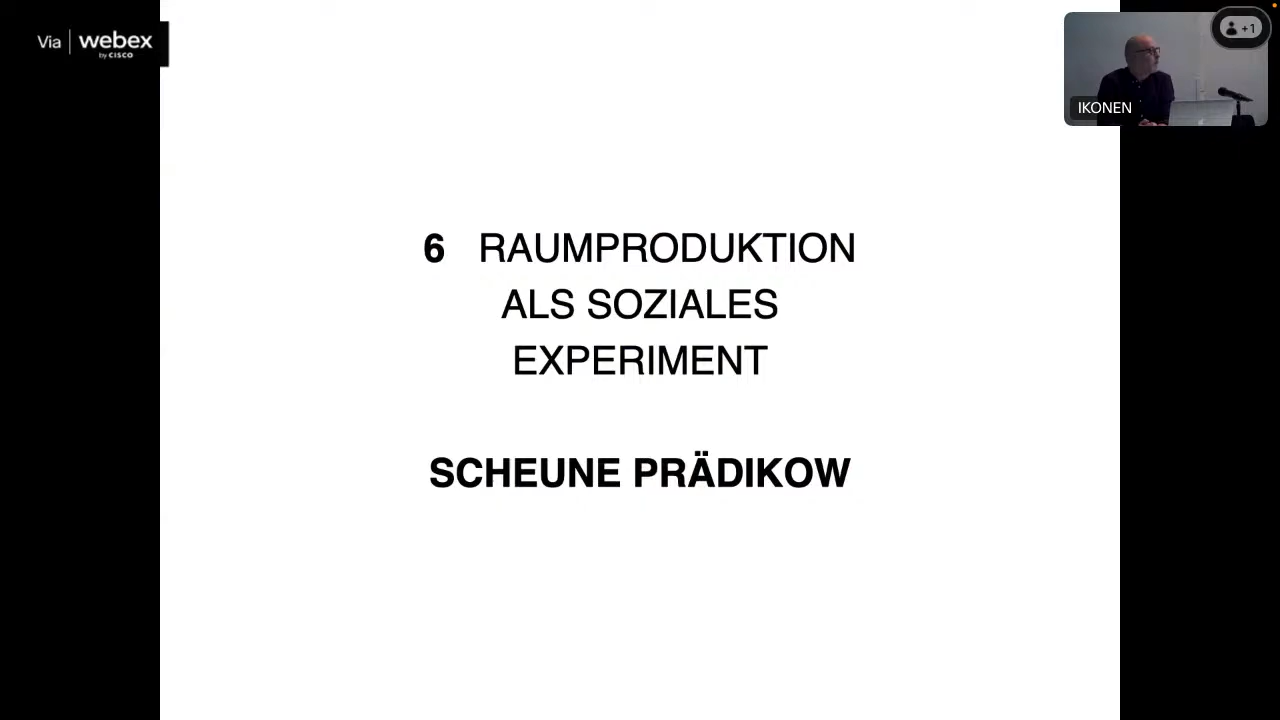 Via webex
by CISCO
+1
IKONEN
6 RAUMPRODUKTION
ALS SOZIALES
EXPERIMENT
SCHEUNE PRÄDIKOW